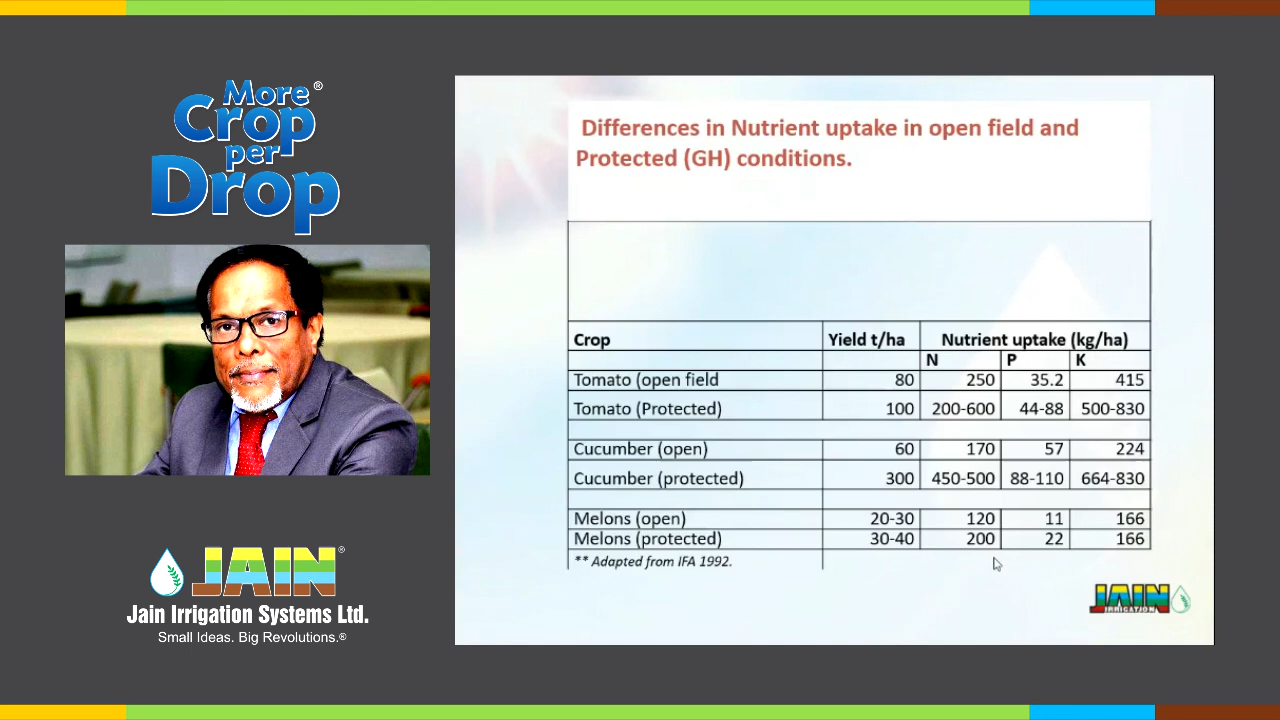 More®
Crop
per
Drop
JAIN®
Jain Irrigation Systems Ltd.
Small Ideas. Big Revolutions.®
Differences in Nutrient uptake in open field and
Protected (GH) conditions.
Crop Yield t/ha Nutrient uptake (kg/ha)
N P K
Tomato (open field 80 250 35.2 415
Tomato (Protected) 100 200-600 44-88 500-830
Cucumber (open) 60 170 57 224
Cucumber (protected) 300 450-500 88-110 664-830
Melons (open) 20-30 120 11 166
Melons (protected) 30-40 200 22 166
** Adapted from IFA 1992.
JAIN
IRRIGATION